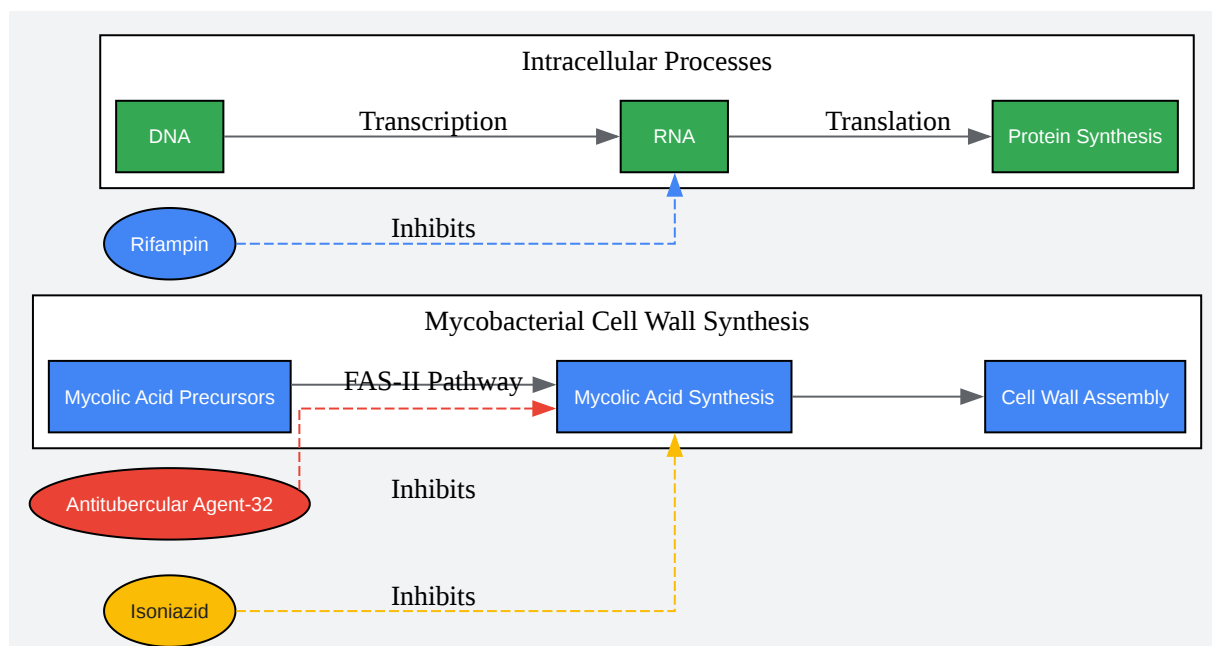 Intracellular Processes
DNA
Transcription
RNA
Translation
Protein Synthesis
Rifampin
Inhibits
Mycobacterial Cell Wall Synthesis
Mycolic Acid Precursors
FAS-II Pathway
Mycolic Acid Synthesis
Cell Wall Assembly
Antitubercular Agent-32
Inhibits
Isoniazid
Inhibits